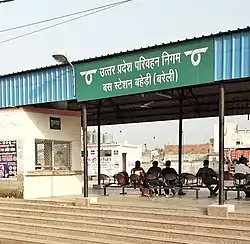 उत्तर प्रदेश परिवहन निगम
बस स्टेशन बहेड़ी (बरेली)